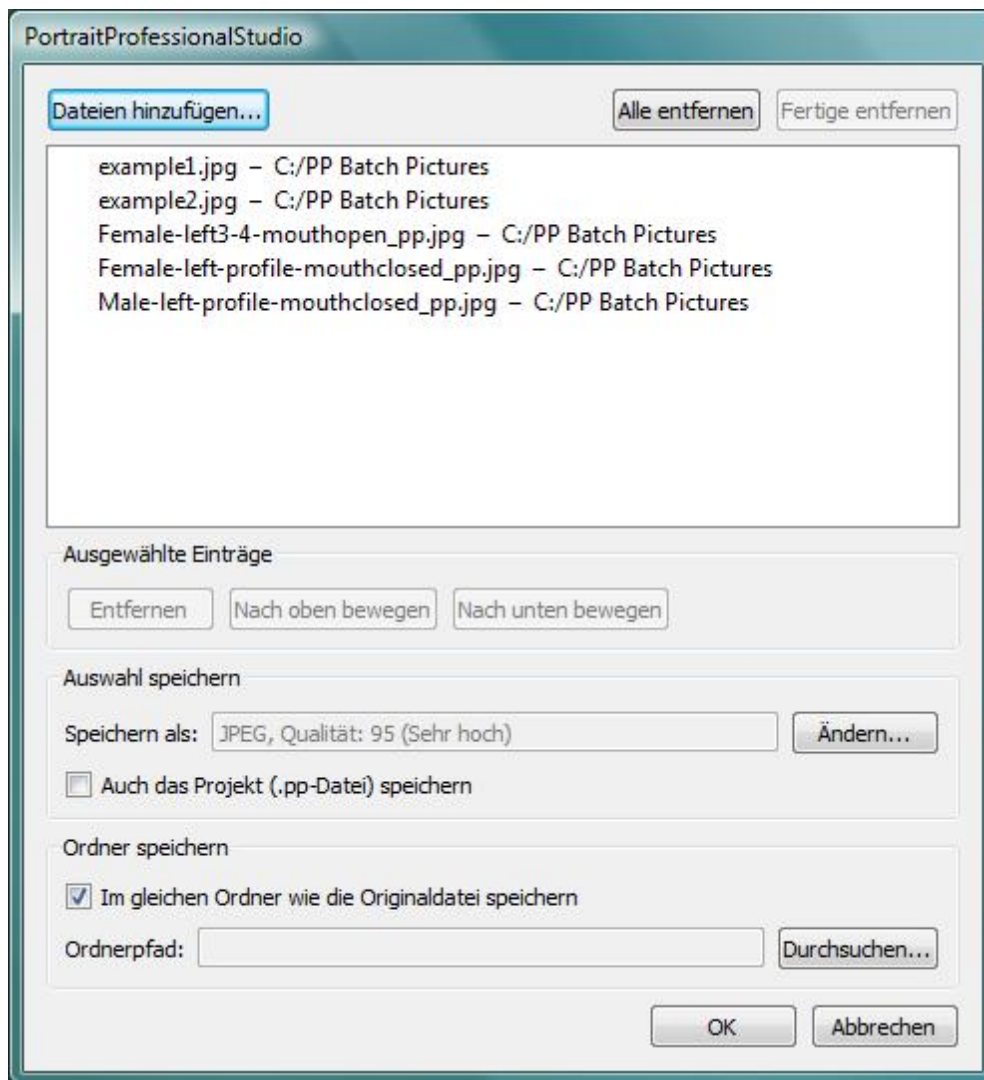 PortraitProfessionalStudio
Dateien hinzufügen... Alle entfernen Fertige entfernen
example1.jpg – C:/PP Batch Pictures
example2.jpg – C:/PP Batch Pictures
Female-left3-4-mouthopen_pp.jpg – C:/PP Batch Pictures
Female-left-profile-mouthclosed_pp.jpg – C:/PP Batch Pictures
Male-left-profile-mouthclosed_pp.jpg – C:/PP Batch Pictures
Ausgewählte Einträge
Entfernen Nach oben bewegen Nach unten bewegen
Auswahl speichern
Speichern als: JPEG, Qualität: 95 (Sehr hoch) Ändern...
Auch das Projekt (.pp-Datei) speichern
Ordner speichern
Im gleichen Ordner wie die Originaldatei speichern
Ordnerpfad: Durchsuchen...
OK Abbrechen